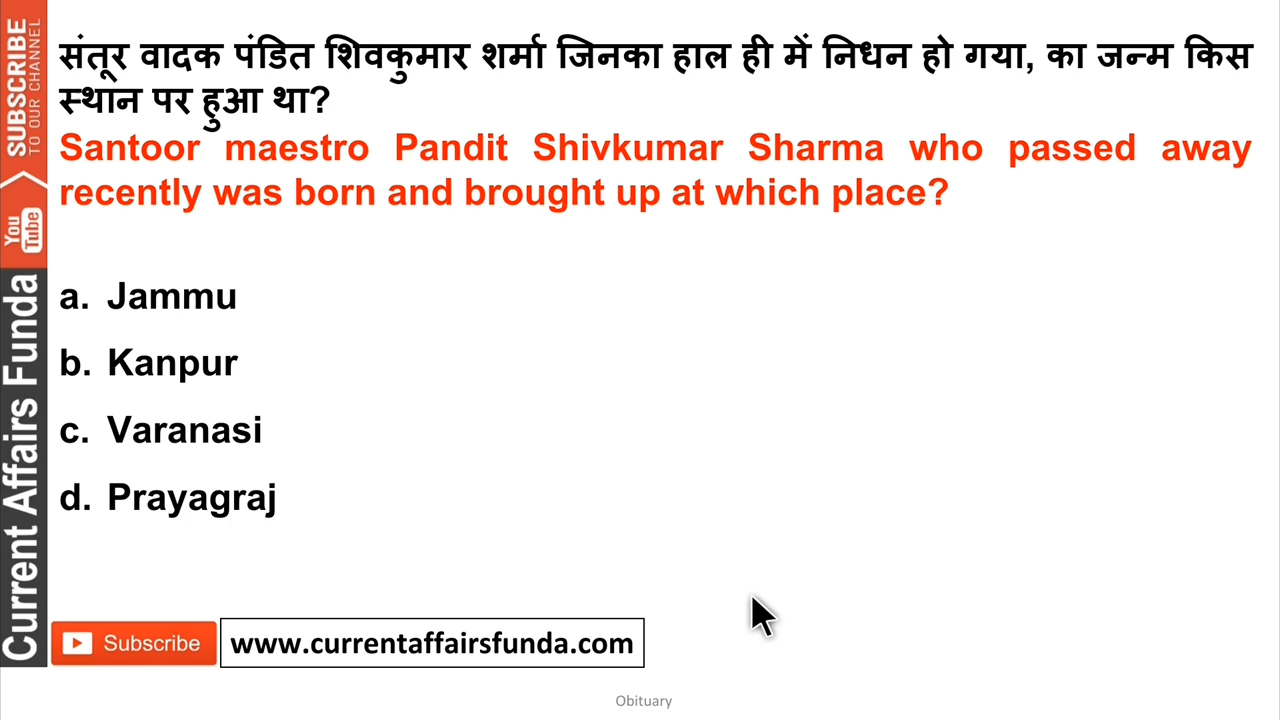 संतूर वादक पंडित शिवकुमार शर्मा जिनका हाल ही में निधन हो गया, का जन्म किस
स्थान पर हुआ था?
Santoor maestro Pandit Shivkumar Sharma who passed away
recently was born and brought up at which place?
a. Jammu
b. Kanpur
c. Varanasi
d. Prayagraj
Subscribe
www.currentaffairsfunda.com
Obituary
SUBSCRIBE
TO OUR CHANNEL
You
Tube
Current Affairs Funda